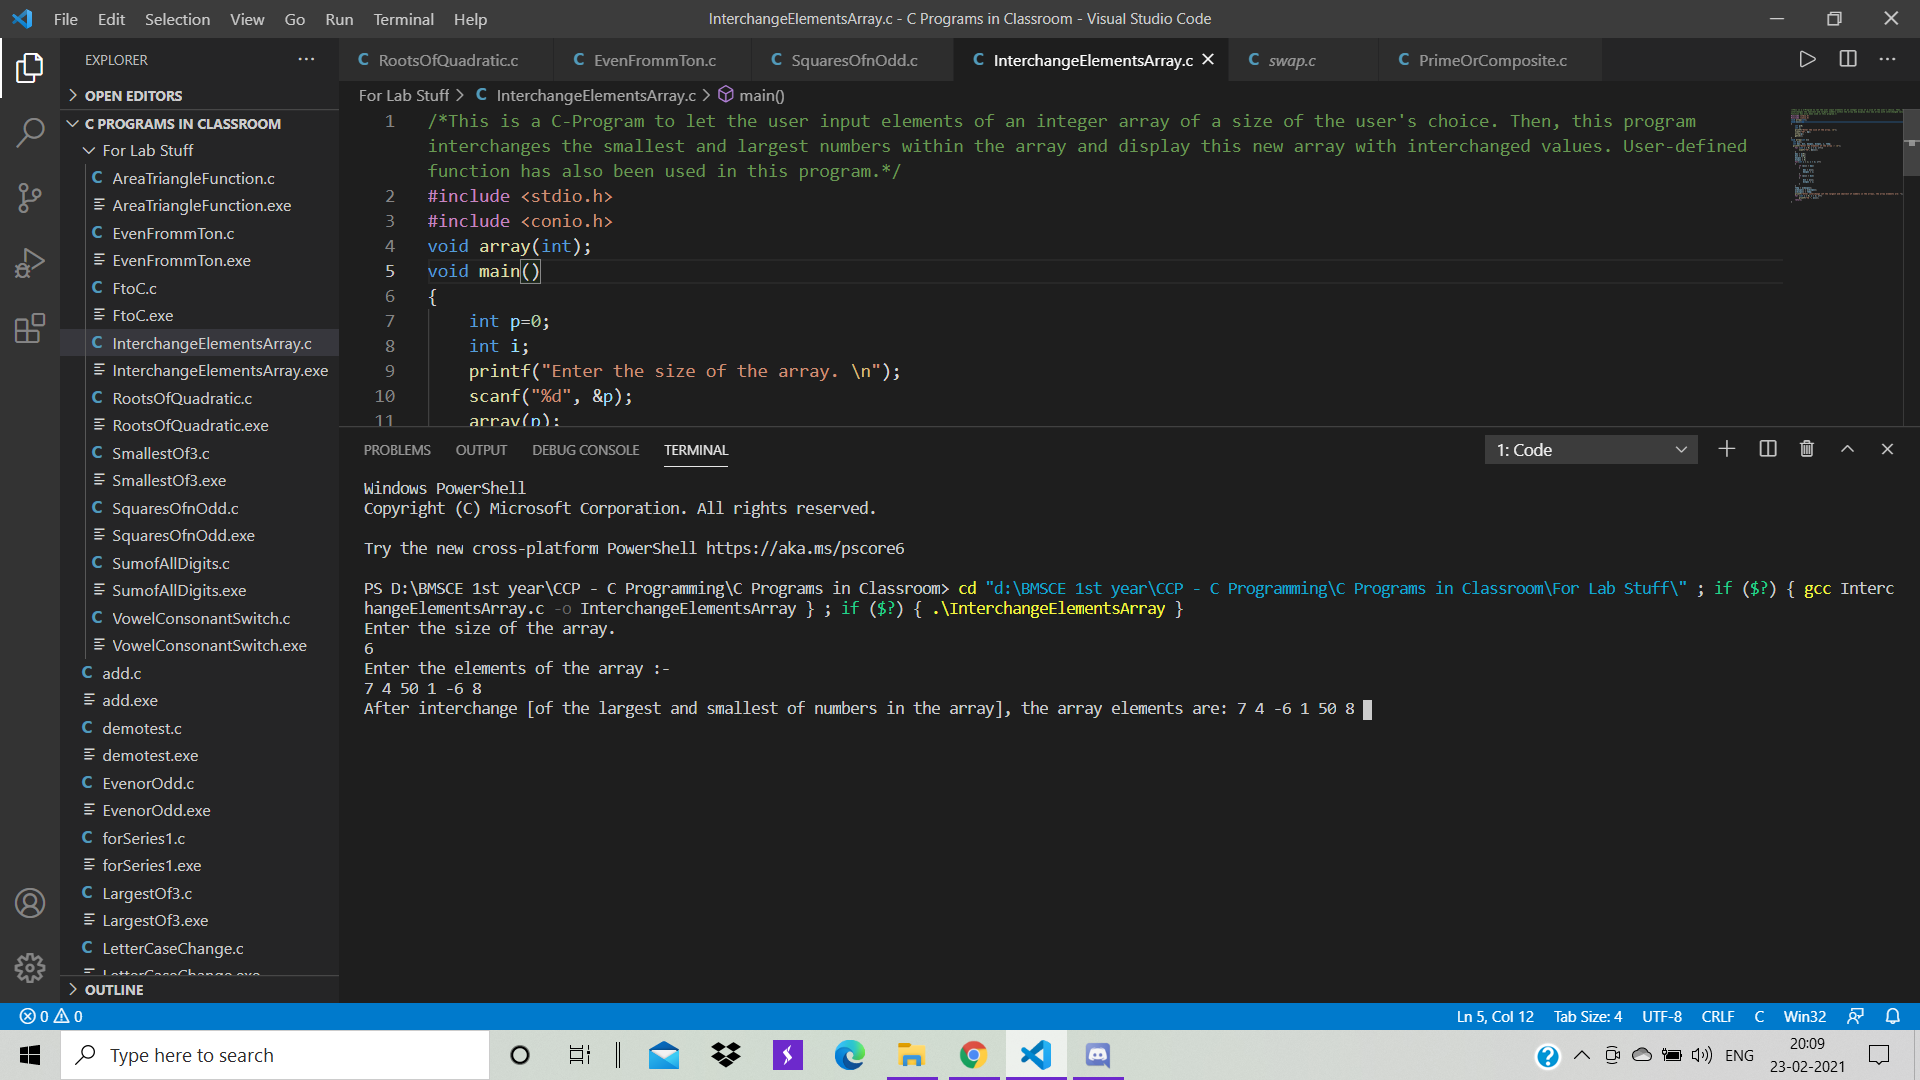 File Edit Selection View Go Run Terminal Help
InterchangeElementsArray.c - C Programs in Classroom - Visual Studio Code
EXPLORER
OPEN EDITORS
C PROGRAMS IN CLASSROOM
For Lab Stuff
C AreaTriangleFunction.c
AreaTriangleFunction.exe
C EvenFrommTon.c
EvenFrommTon.exe
C FtoC.c
FtoC.exe
C InterchangeElementsArray.c
InterchangeElementsArray.exe
C RootsOfQuadratic.c
RootsOfQuadratic.exe
C SmallestOf3.c
SmallestOf3.exe
C SquaresOfnOdd.c
SquaresOfnOdd.exe
C SumofAllDigits.c
SumofAllDigits.exe
C VowelConsonantSwitch.c
VowelConsonantSwitch.exe
C add.c
add.exe
C demotest.c
demotest.exe
C EvenorOdd.c
EvenorOdd.exe
C forSeries1.c
forSeries1.exe
C LargestOf3.c
LargestOf3.exe
C LetterCaseChange.c
LetterCaseChange.exe
OUTLINE
C RootsOfQuadratic.c C EvenFrommTon.c C SquaresOfnOdd.c C InterchangeElementsArray.c C swap.c C PrimeOrComposite.c
For Lab Stuff > C InterchangeElementsArray.c > main()
1 /*This is a C-Program to let the user input elements of an integer array of a size of the user's choice. Then, this program
interchanges the smallest and largest numbers within the array and display this new array with interchanged values. User-defined
function has also been used in this program.*/
2 #include <stdio.h>
3 #include <conio.h>
4 void array(int);
5 void main()
6 {
7 int p=0;
8 int i;
9 printf("Enter the size of the array. \n");
10 scanf("%d", &p);
11 array(p);
PROBLEMS OUTPUT DEBUG CONSOLE TERMINAL
1: Code
Windows PowerShell
Copyright (C) Microsoft Corporation. All rights reserved.
Try the new cross-platform PowerShell https://aka.ms/pscore6
PS D:\BMSCE 1st year\CCP - C Programming\C Programs in Classroom> cd "d:\BMSCE 1st year\CCP - C Programming\C Programs in Classroom\For Lab Stuff\" ; if ($?) { gcc Interc
hangeElementsArray.c -o InterchangeElementsArray } ; if ($?) { .\InterchangeElementsArray }
Enter the size of the array.
6
Enter the elements of the array :-
7 4 50 1 -6 8
After interchange [of the largest and smallest of numbers in the array], the array elements are: 7 4 -6 1 50 8
0 0
Ln 5, Col 12 Tab Size: 4 UTF-8 CRLF C Win32
Type here to search
ENG
20:09
23-02-2021